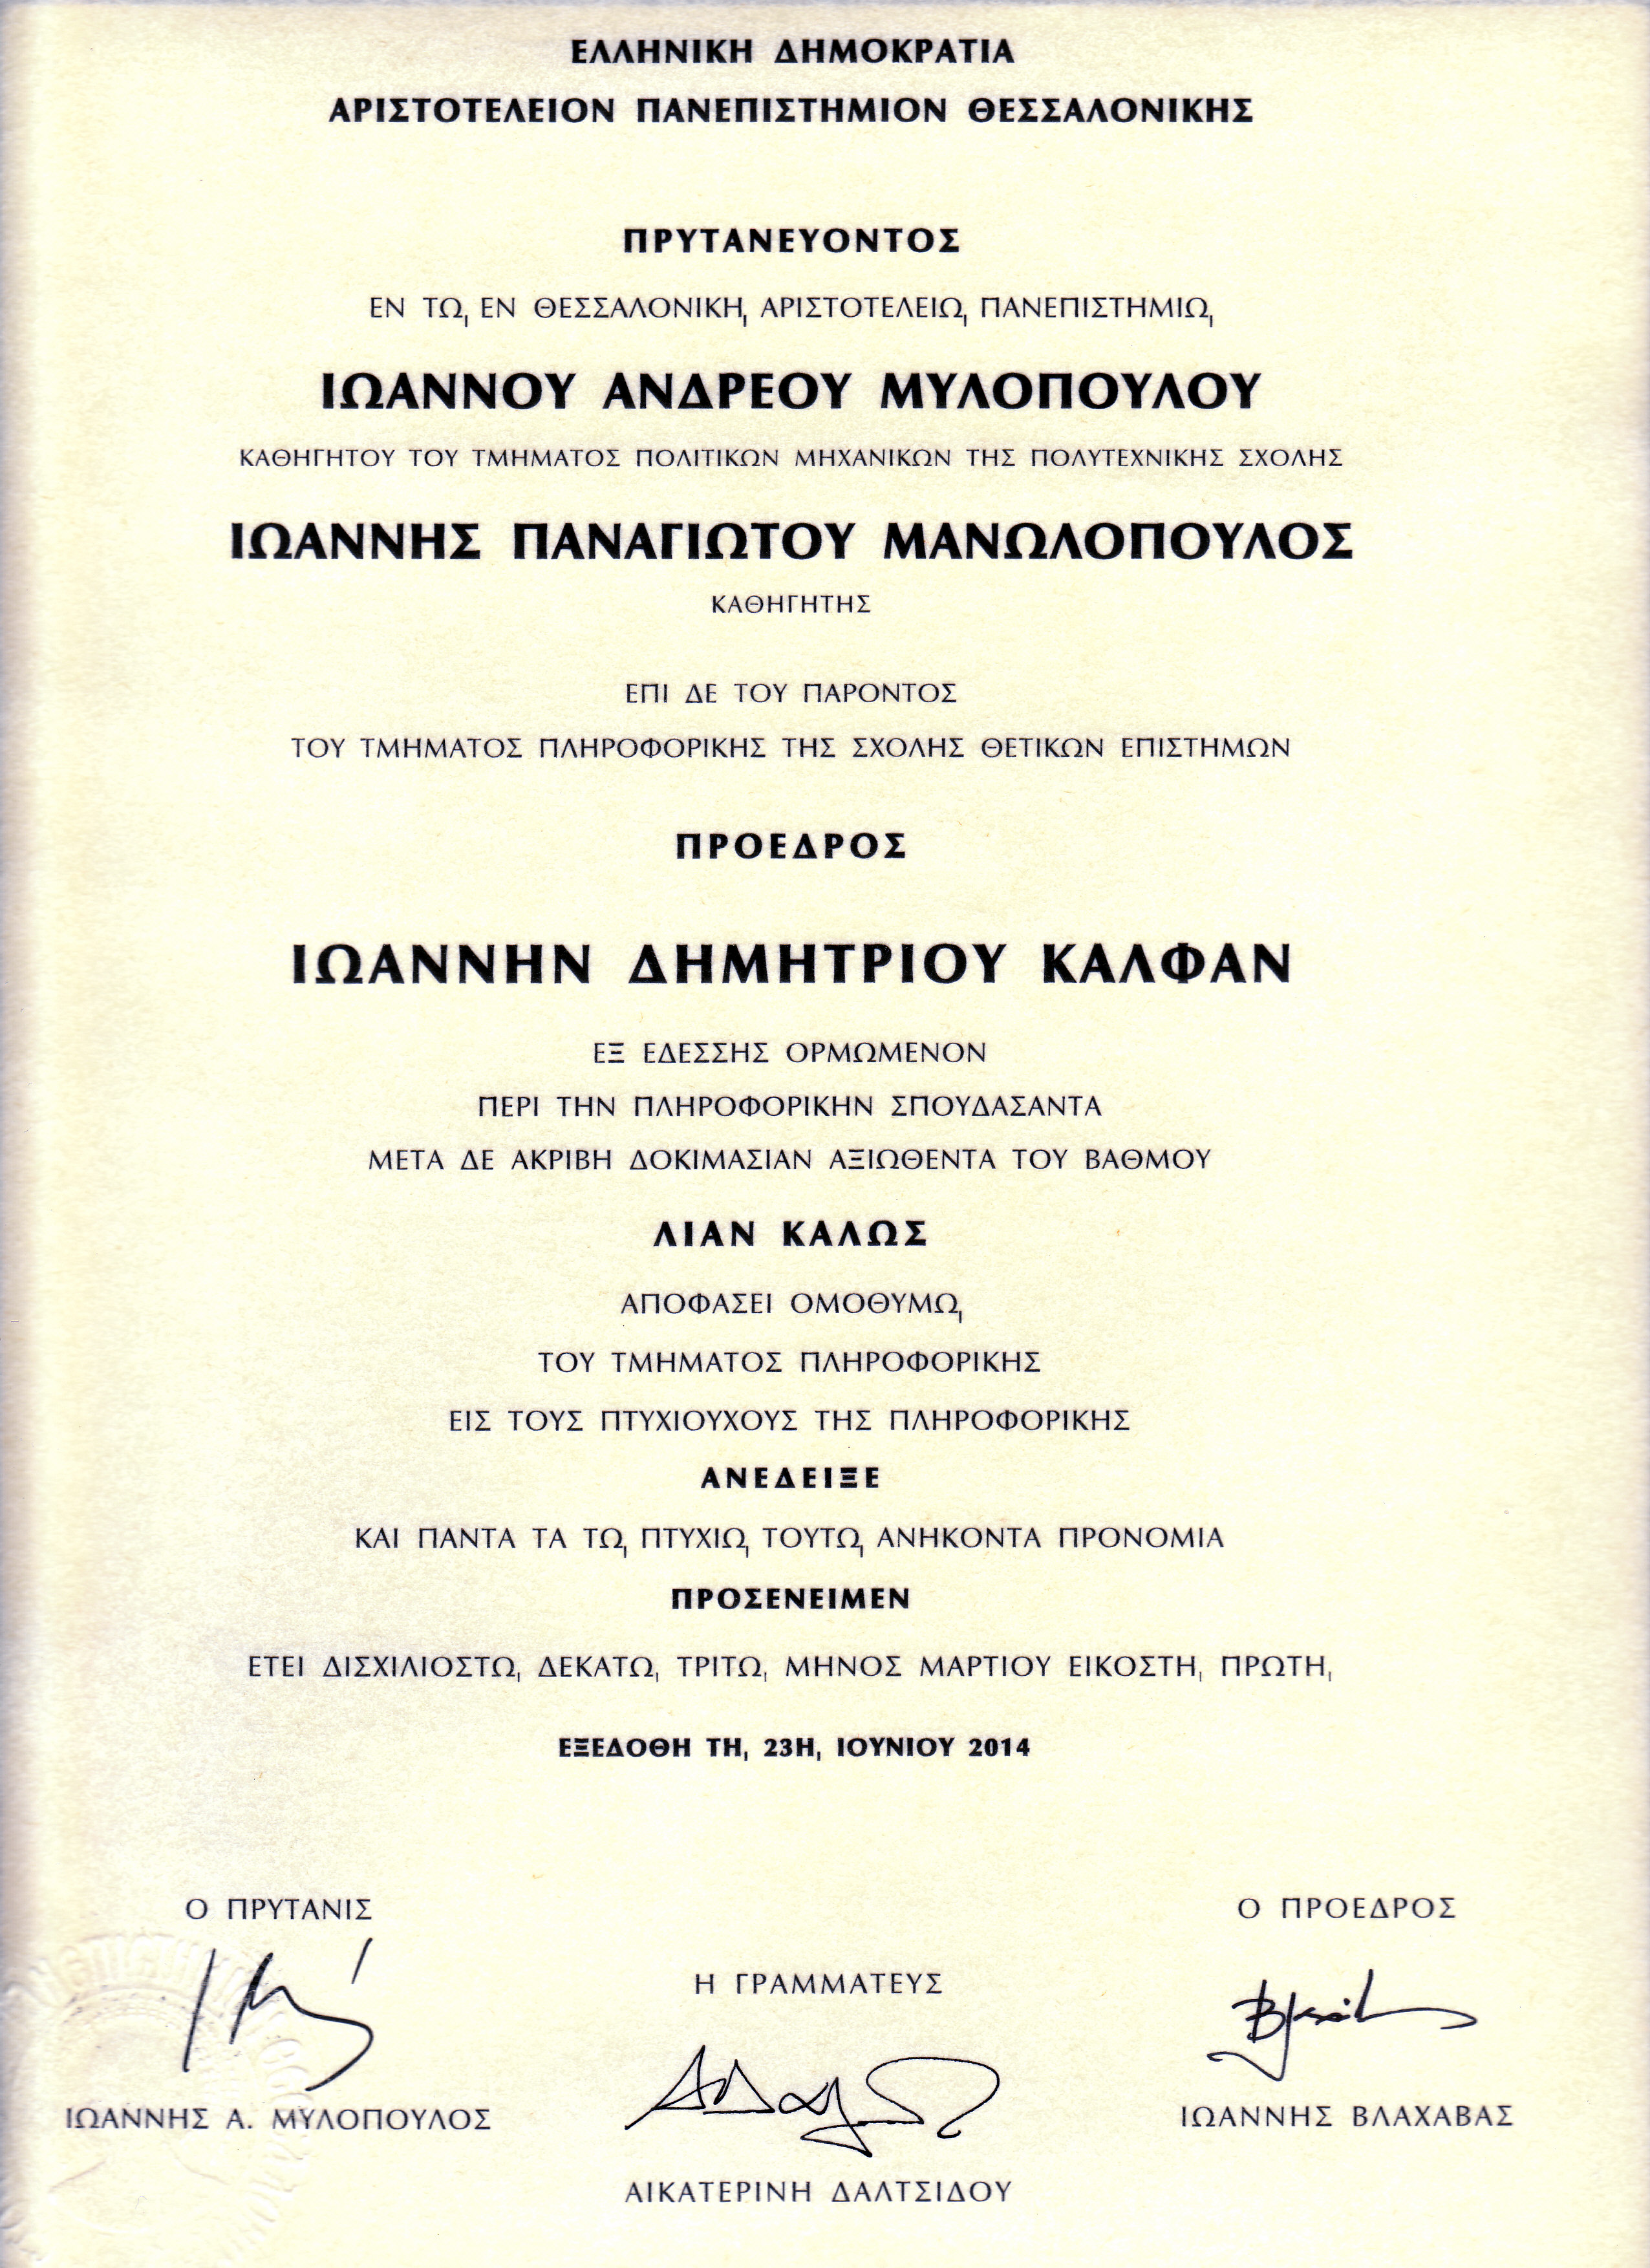 ΕΛΛΗΝΙΚΗ ΔΗΜΟΚΡΑΤΙΑ
ΑΡΙΣΤΟΤΕΛΕΙΟΝ ΠΑΝΕΠΙΣΤΗΜΙΟΝ ΘΕΣΣΑΛΟΝΙΚΗΣ
ΠΡΥΤΑΝΕΥΟΝΤΟΣ
ΕΝ Τῼ ΕΝ ΘΕΣΣΑΛΟΝΙΚῌ ΑΡΙΣΤΟΤΕΛΕΙῼ ΠΑΝΕΠΙΣΤΗΜΙῼ
ΙΩΑΝΝΟΥ ΑΝΔΡΕΟΥ ΜΥΛΟΠΟΥΛΟΥ
ΚΑΘΗΓΗΤΟΥ ΤΟΥ ΤΜΗΜΑΤΟΣ ΠΟΛΙΤΙΚΩΝ ΜΗΧΑΝΙΚΩΝ ΤΗΣ ΠΟΛΥΤΕΧΝΙΚΗΣ ΣΧΟΛΗΣ
ΙΩΑΝΝΗΣ ΠΑΝΑΓΙΩΤΟΥ ΜΑΝΩΛΟΠΟΥΛΟΣ
ΚΑΘΗΓΗΤΗΣ
ΕΠΙ ΔΕ ΤΟΥ ΠΑΡΟΝΤΟΣ
ΤΟΥ ΤΜΗΜΑΤΟΣ ΠΛΗΡΟΦΟΡΙΚΗΣ ΤΗΣ ΣΧΟΛΗΣ ΘΕΤΙΚΩΝ ΕΠΙΣΤΗΜΩΝ
ΠΡΟΕΔΡΟΣ
ΙΩΑΝΝΗΝ ΔΗΜΗΤΡΙΟΥ ΚΑΛΦΑΝ
ΕΞ ΕΔΕΣΣΗΣ ΟΡΜΩΜΕΝΟΝ
ΠΕΡΙ ΤΗΝ ΠΛΗΡΟΦΟΡΙΚΗΝ ΣΠΟΥΔΑΣΑΝΤΑ
ΜΕΤΑ ΔΕ ΑΚΡΙΒΗ ΔΟΚΙΜΑΣΙΑΝ ΑΞΙΩΘΕΝΤΑ ΤΟΥ ΒΑΘΜΟΥ
ΛΙΑΝ ΚΑΛΩΣ
ΑΠΟΦΑΣΕΙ ΟΜΟΘΥΜῼ
ΤΟΥ ΤΜΗΜΑΤΟΣ ΠΛΗΡΟΦΟΡΙΚΗΣ
ΕΙΣ ΤΟΥΣ ΠΤΥΧΙΟΥΧΟΥΣ ΤΗΣ ΠΛΗΡΟΦΟΡΙΚΗΣ
ΑΝΕΔΕΙΞΕ
ΚΑΙ ΠΑΝΤΑ ΤΑ Τῼ ΠΤΥΧΙῼ ΤΟΥΤῼ ΑΝΗΚΟΝΤΑ ΠΡΟΝΟΜΙΑ
ΠΡΟΣΕΝΕΙΜΕΝ
ΕΤΕΙ ΔΙΣΧΙΛΙΟΣΤῼ ΔΕΚΑΤῼ ΤΡΙΤῼ ΜΗΝΟΣ ΜΑΡΤΙΟΥ ΕΙΚΟΣΤῌ ΠΡΩΤῌ
ΕΞΕΔΟΘΗ Τῌ 23ῌ ΙΟΥΝΙΟΥ 2014
Ο ΠΡΥΤΑΝΙΣ
Ο ΠΡΟΕΔΡΟΣ
Η ΓΡΑΜΜΑΤΕΥΣ
ΙΩΑΝΝΗΣ Α. ΜΥΛΟΠΟΥΛΟΣ
ΙΩΑΝΝΗΣ ΒΛΑΧΑΒΑΣ
ΑΙΚΑΤΕΡΙΝΗ ΔΑΛΤΣΙΔΟΥ